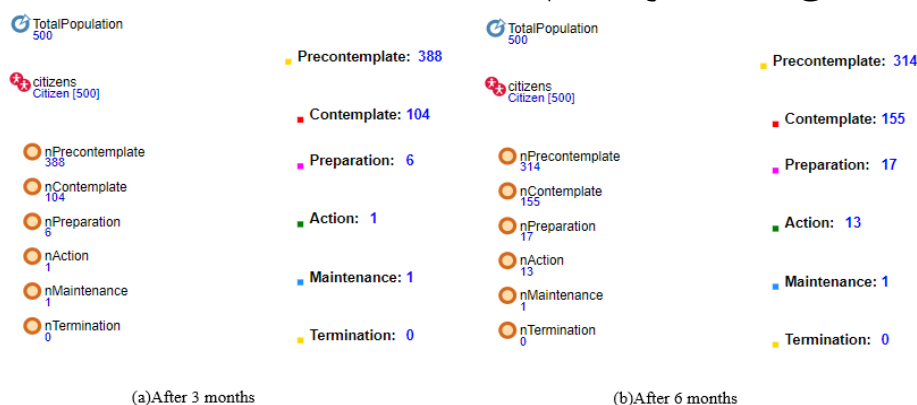 TotalPopulation
500
citizens
Citizen [500]
nPrecontemplate
388
nContemplate
104
nPreparation
6
nAction
1
nMaintenance
1
nTermination
0
Precontemplate: 388
Contemplate: 104
Preparation: 6
Action: 1
Maintenance: 1
Termination: 0
(a)After 3 months
TotalPopulation
500
citizens
Citizen [500]
nPrecontemplate
314
nContemplate
155
nPreparation
17
nAction
13
nMaintenance
1
nTermination
0
Precontemplate: 314
Contemplate: 155
Preparation: 17
Action: 13
Maintenance: 1
Termination: 0
(b)After 6 months